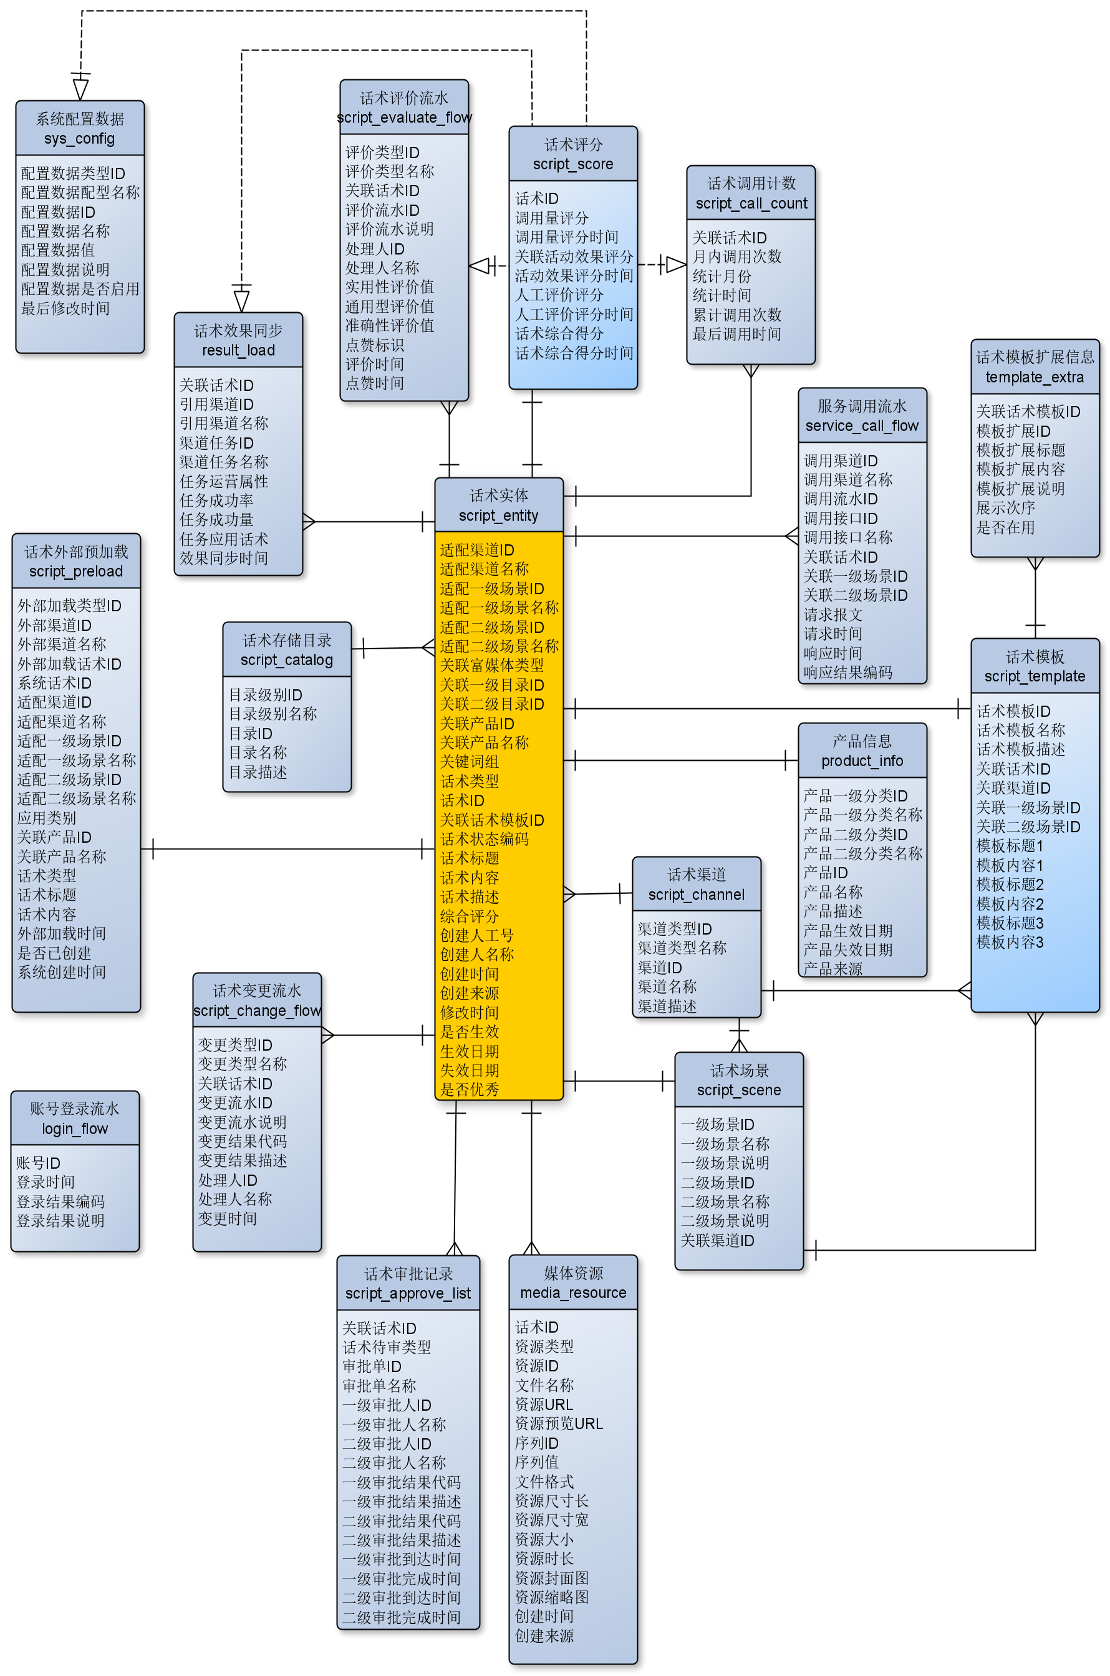 系统配置数据
sys_config
配置数据类型ID
配置数据配型名称
配置数据ID
配置数据名称
配置数据值
配置数据说明
配置数据是否启用
最后修改时间
话术评价流水
script_evaluate_flow
评价类型ID
评价类型名称
关联话术ID
评价流水ID
评价流水说明
处理人ID
处理人名称
实用性评价值
通用型评价值
准确性评价值
点赞标识
评价时间
点赞时间
话术评分
script_score
话术ID
调用量评分
调用量评分时间
关联活动效果评分
活动效果评分时间
人工评价评分
人工评价评分时间
话术综合得分
话术综合得分时间
话术调用计数
script_call_count
关联话术ID
月内调用次数
统计月份
统计时间
累计调用次数
最后调用时间
话术效果同步
result_load
关联话术ID
引用渠道ID
引用渠道名称
渠道任务ID
渠道任务名称
任务运营属性
任务成功率
任务成功量
任务应用话术
效果同步时间
话术模板扩展信息
template_extra
关联话术模板ID
模板扩展ID
模板扩展标题
模板扩展内容
模板扩展说明
展示次序
是否在用
服务调用流水
service_call_flow
调用渠道ID
调用渠道名称
调用流水ID
调用接口ID
调用接口名称
关联话术ID
关联一级场景ID
关联二级场景ID
请求报文
请求时间
响应时间
响应结果编码
话术实体
script_entity
适配渠道ID
适配渠道名称
适配一级场景ID
适配一级场景名称
适配二级场景ID
适配二级场景名称
关联富媒体类型
关联一级目录ID
关联二级目录ID
关联产品ID
关联产品名称
关键词组
话术类型
话术ID
关联话术模板ID
话术状态编码
话术标题
话术内容
话术描述
综合评分
创建人工号
创建人名称
创建时间
创建来源
修改时间
是否生效
生效日期
失效日期
是否优秀
话术外部预加载
script_preload
外部加载类型ID
外部渠道ID
外部渠道名称
外部加载话术ID
系统话术ID
适配渠道ID
适配渠道名称
适配一级场景ID
适配一级场景名称
适配二级场景ID
适配二级场景名称
应用类别
关联产品ID
关联产品名称
话术类型
话术标题
话术内容
外部加载时间
是否已创建
系统创建时间
话术存储目录
script_catalog
目录级别ID
目录级别名称
目录ID
目录名称
目录描述
话术模板
script_template
话术模板ID
话术模板名称
话术模板描述
关联话术ID
关联渠道ID
关联一级场景ID
关联二级场景ID
模板标题1
模板内容1
模板标题2
模板内容2
模板标题3
模板内容3
产品信息
product_info
产品一级分类ID
产品一级分类名称
产品二级分类ID
产品二级分类名称
产品ID
产品名称
产品描述
产品生效日期
产品失效日期
产品来源
话术渠道
script_channel
渠道类型ID
渠道类型名称
渠道ID
渠道名称
渠道描述
话术变更流水
script_change_flow
变更类型ID
变更类型名称
关联话术ID
变更流水ID
变更流水说明
变更结果代码
变更结果描述
处理人ID
处理人名称
变更时间
话术场景
script_scene
一级场景ID
一级场景名称
一级场景说明
二级场景ID
二级场景名称
二级场景说明
关联渠道ID
账号登录流水
login_flow
账号ID
登录时间
登录结果编码
登录结果说明
话术审批记录
script_approve_list
关联话术ID
话术待审类型
审批单ID
审批单名称
一级审批人ID
一级审批人名称
二级审批人ID
二级审批人名称
一级审批结果代码
一级审批结果描述
二级审批结果代码
二级审批结果描述
一级审批到达时间
一级审批完成时间
二级审批到达时间
二级审批完成时间
媒体资源
media_resource
话术ID
资源类型
资源ID
文件名称
资源URL
资源预览URL
序列ID
序列值
文件格式
资源尺寸长
资源尺寸宽
资源大小
资源时长
资源封面图
资源缩略图
创建时间
创建来源